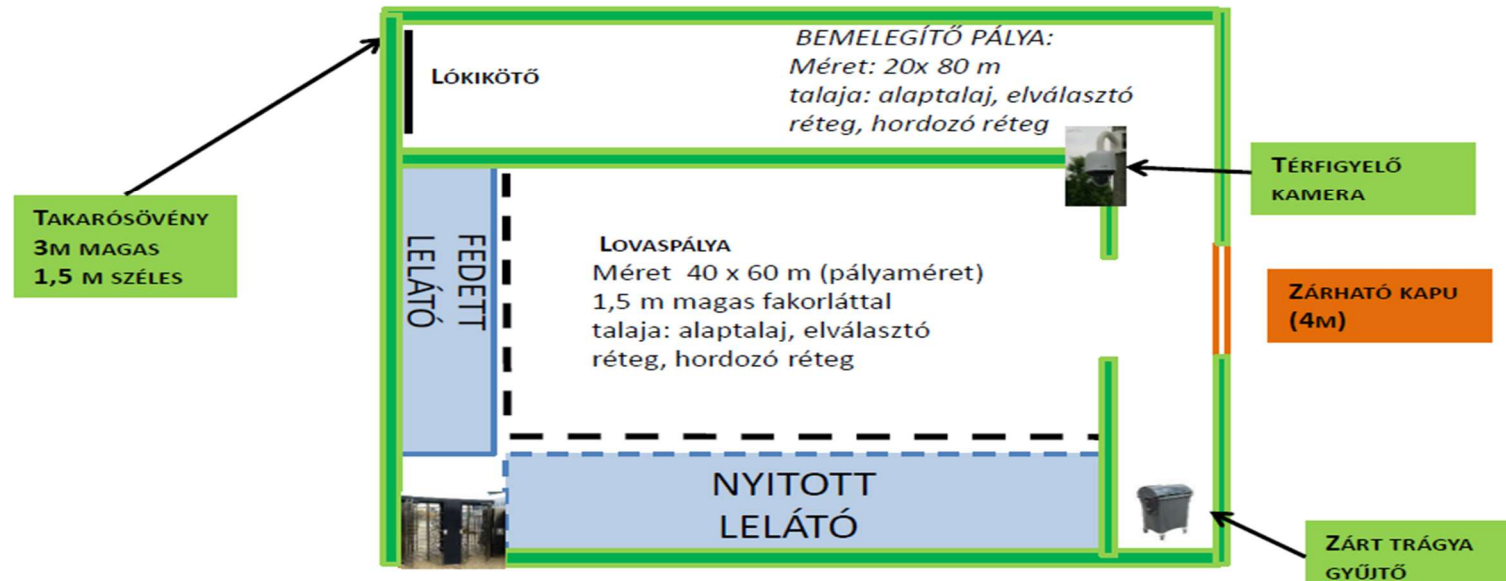 BEMELEGÍTŐ PÁLYA:
Méret: 20x 80 m
talaja: alaptalaj, elválasztó
réteg, hordozó réteg
LÓKIKÖTŐ
TÉRFIGYELŐ
KAMERA
TAKARÓSÖVÉNY
3M MAGAS
1,5 M SZÉLES
FEDETT
LELÁTÓ
LOVASPÁLYA
Méret 40 x 60 m (pályaméret)
1,5 m magas fakorláttal
talaja: alaptalaj, elválasztó
réteg, hordozó réteg
ZÁRHATÓ KAPU
(4M)
NYITOTT
LELÁTÓ
ZÁRT TRÁGYA
GYŰJTŐ